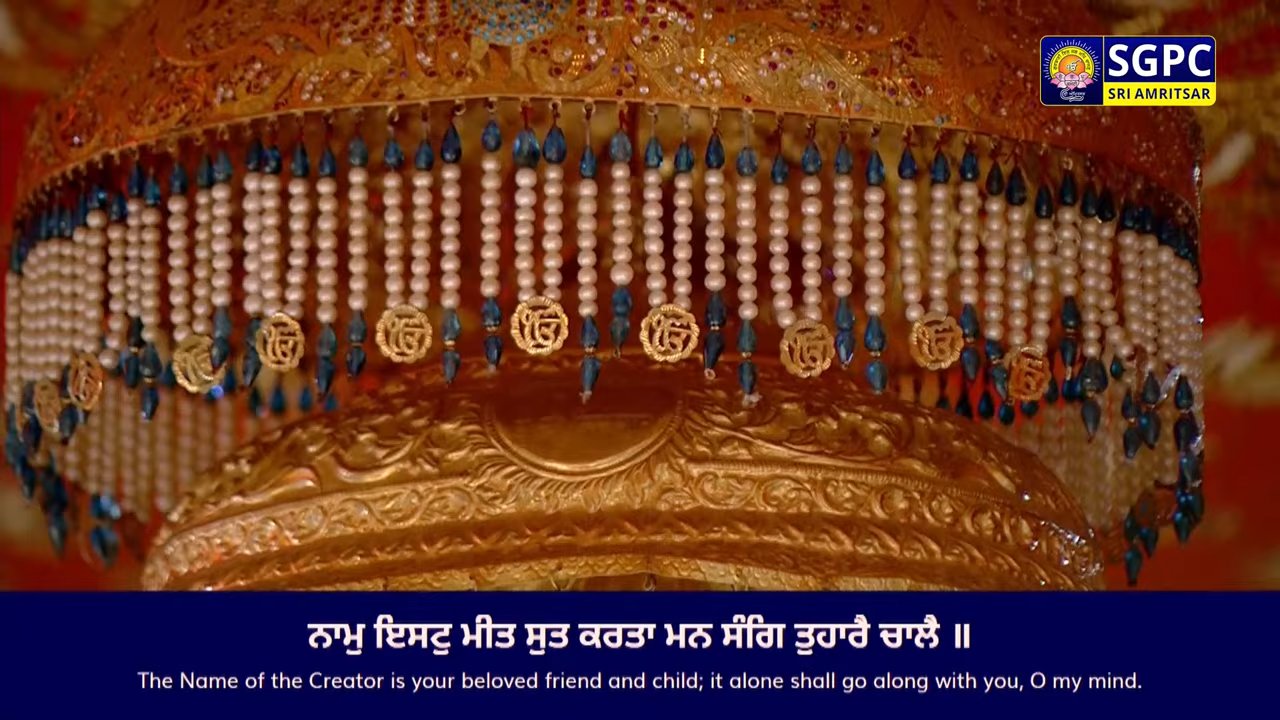 SGPC
SRI AMRITSAR
ੴ ੴ ੴ ੴ ੴ ੴ ੴ ੴ
ਨਾਮੁ ਇਸਟੁ ਮੀਤ ਸੁਤ ਕਰਤਾ ਮਨ ਸੰਗਿ ਤੁਹਾਰੈ ਚਾਲੈ ॥
The Name of the Creator is your beloved friend and child; it alone shall go along with you, O my mind.